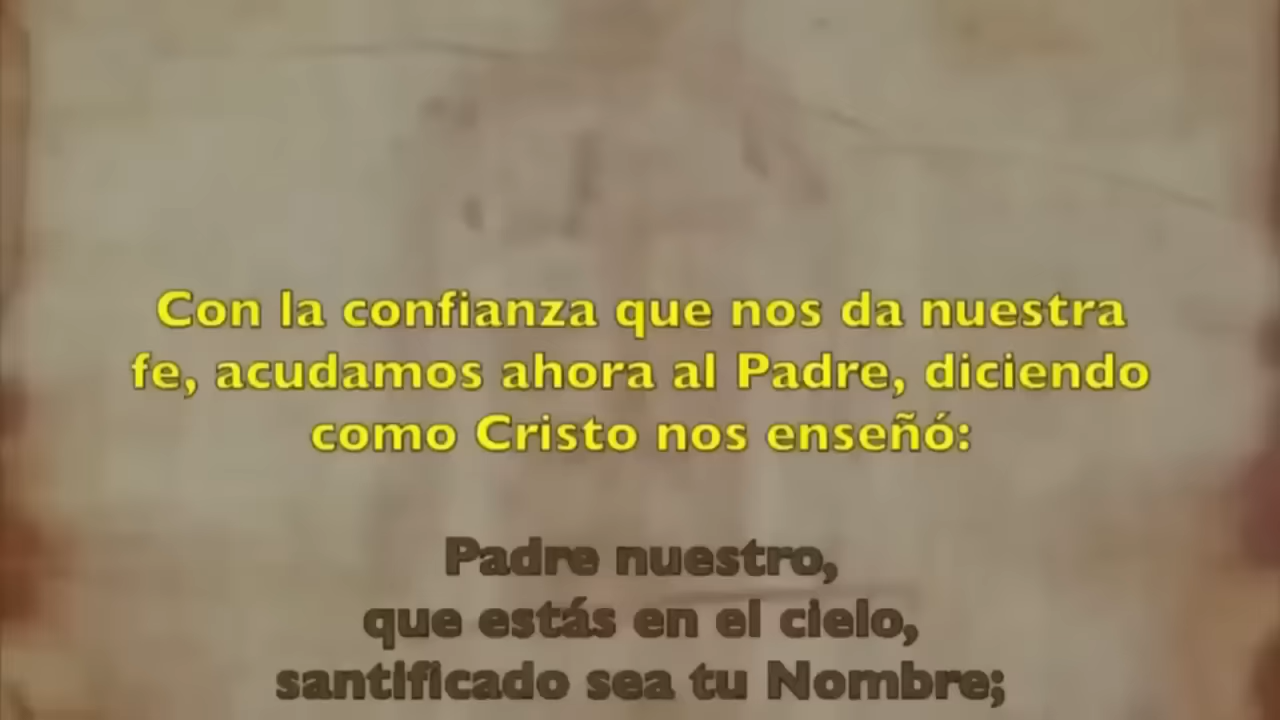 Con la confianza que nos da nuestra
fe, acudamos ahora al Padre, diciendo
como Cristo nos enseñó:
Padre nuestro,
que estás en el cielo,
santificado sea tu Nombre;